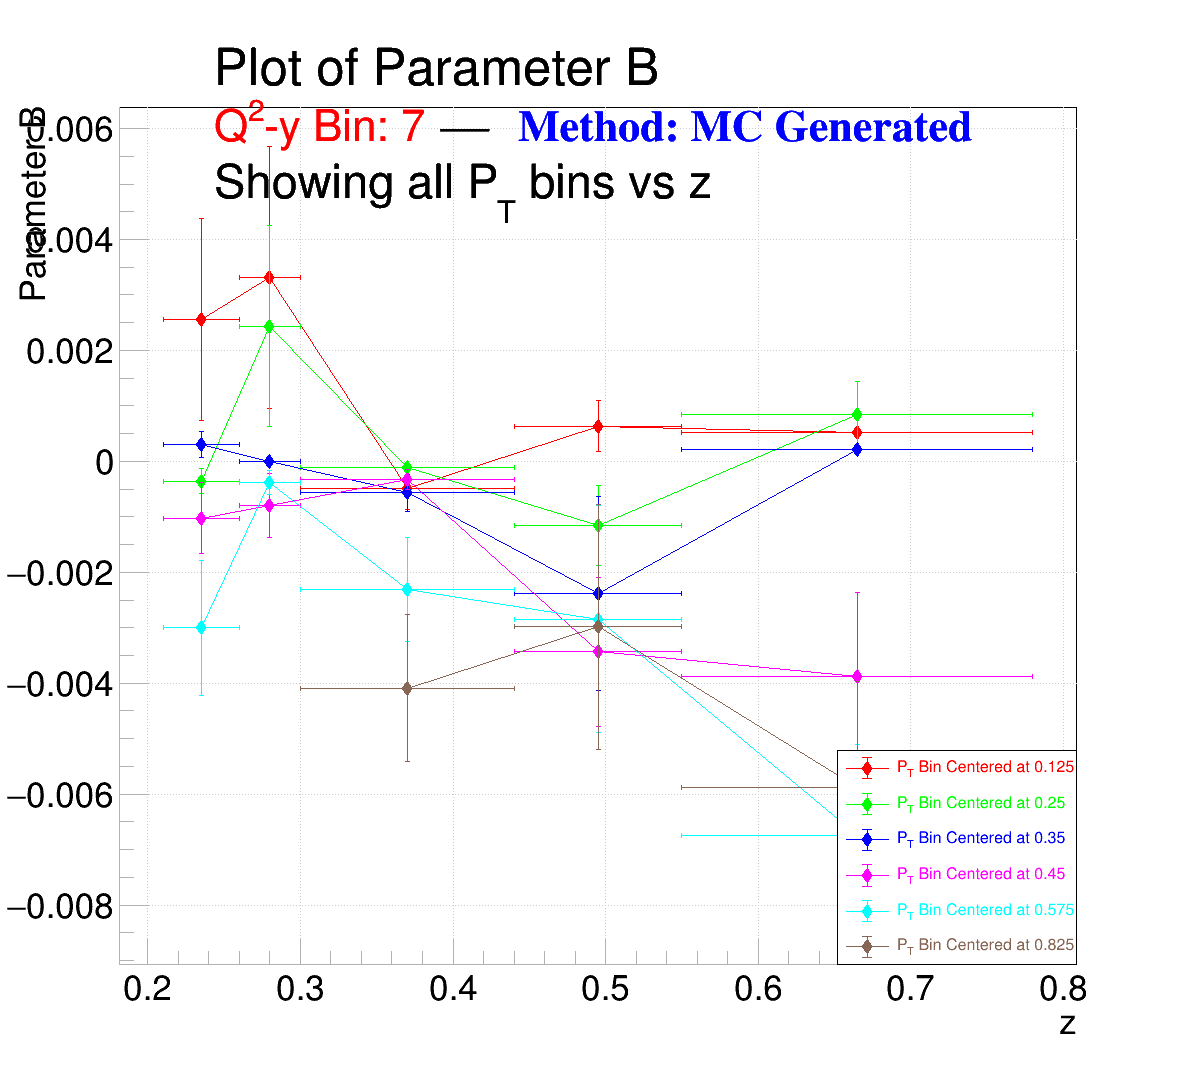 Plot of Parameter B
Q²-y Bin: 7 — Method: MC Generated
Showing all P_T bins vs z
Parameter B
0.006
0.004
0.002
0
−0.002
−0.004
−0.006
−0.008
P_T Bin Centered at 0.125
P_T Bin Centered at 0.25
P_T Bin Centered at 0.35
P_T Bin Centered at 0.45
P_T Bin Centered at 0.575
P_T Bin Centered at 0.825
0.2 0.3 0.4 0.5 0.6 0.7 0.8
z